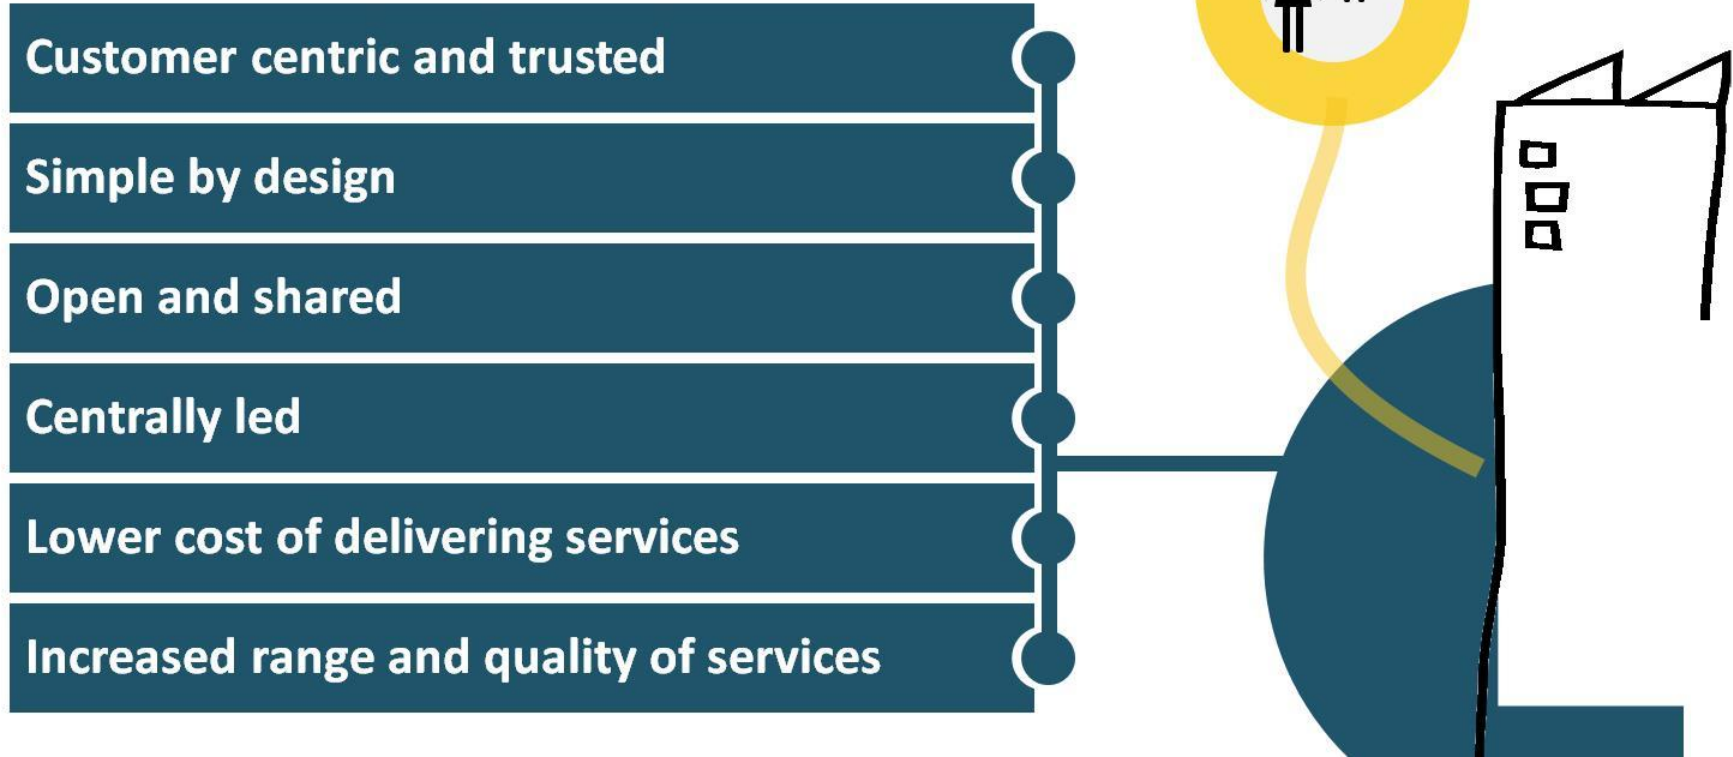 Customer centric and trusted
Simple by design
Open and shared
Centrally led
Lower cost of delivering services
Increased range and quality of services